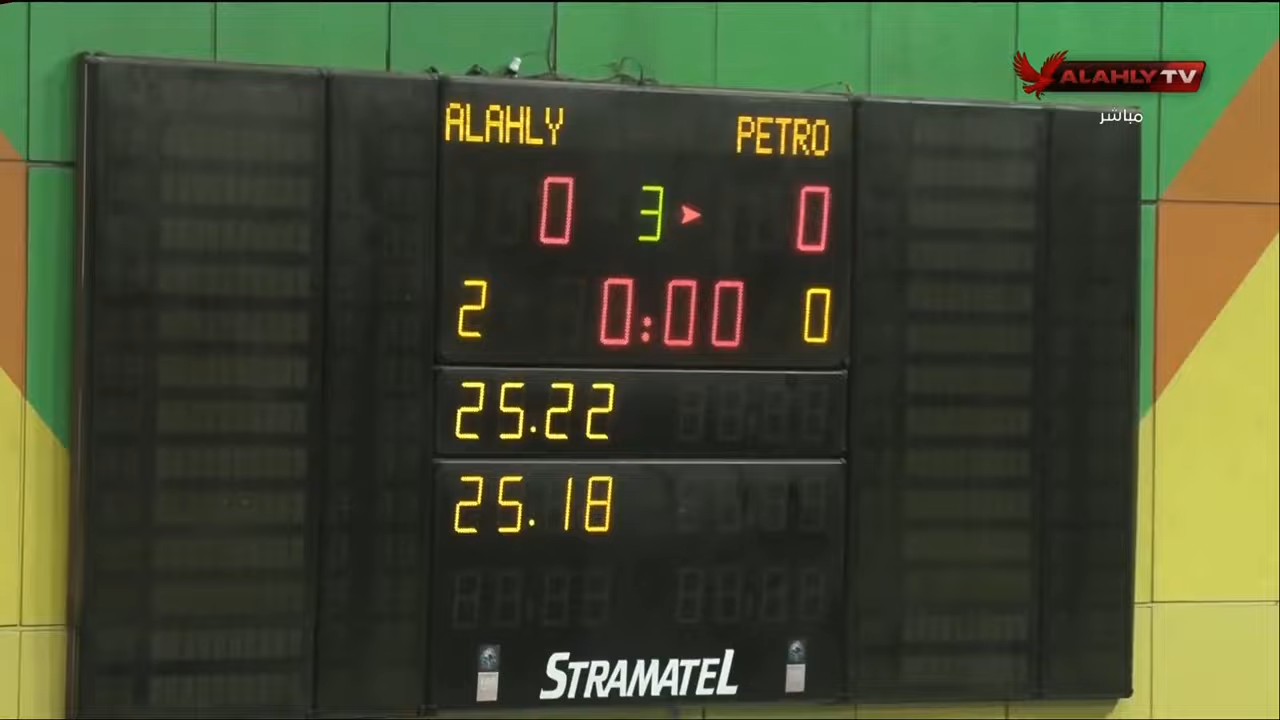 ALAHLY TV
مباشر
ALAHLY PETRO
0 3 0
2 0:00 0
25.22
25.18
STRAMATEL